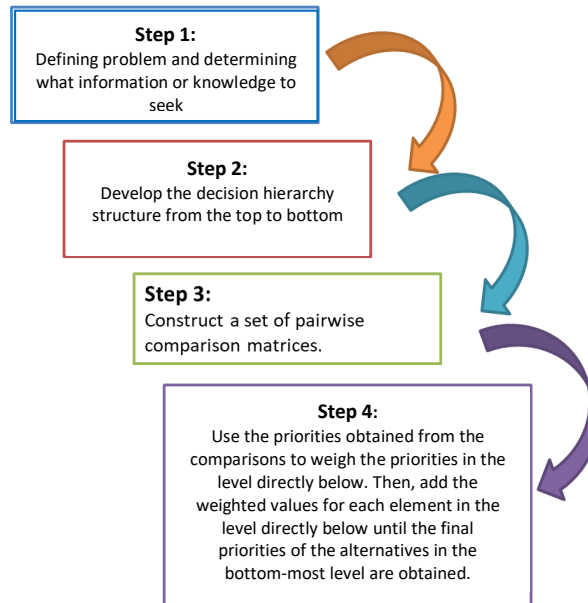 Step 1:
Defining problem and determining
what information or knowledge to
seek
Step 2:
Develop the decision hierarchy
structure from the top to bottom
Step 3:
Construct a set of pairwise
comparison matrices.
Step 4:
Use the priorities obtained from the
comparisons to weigh the priorities in the
level directly below. Then, add the
weighted values for each element in the
level directly below until the final
priorities of the alternatives in the
bottom-most level are obtained.